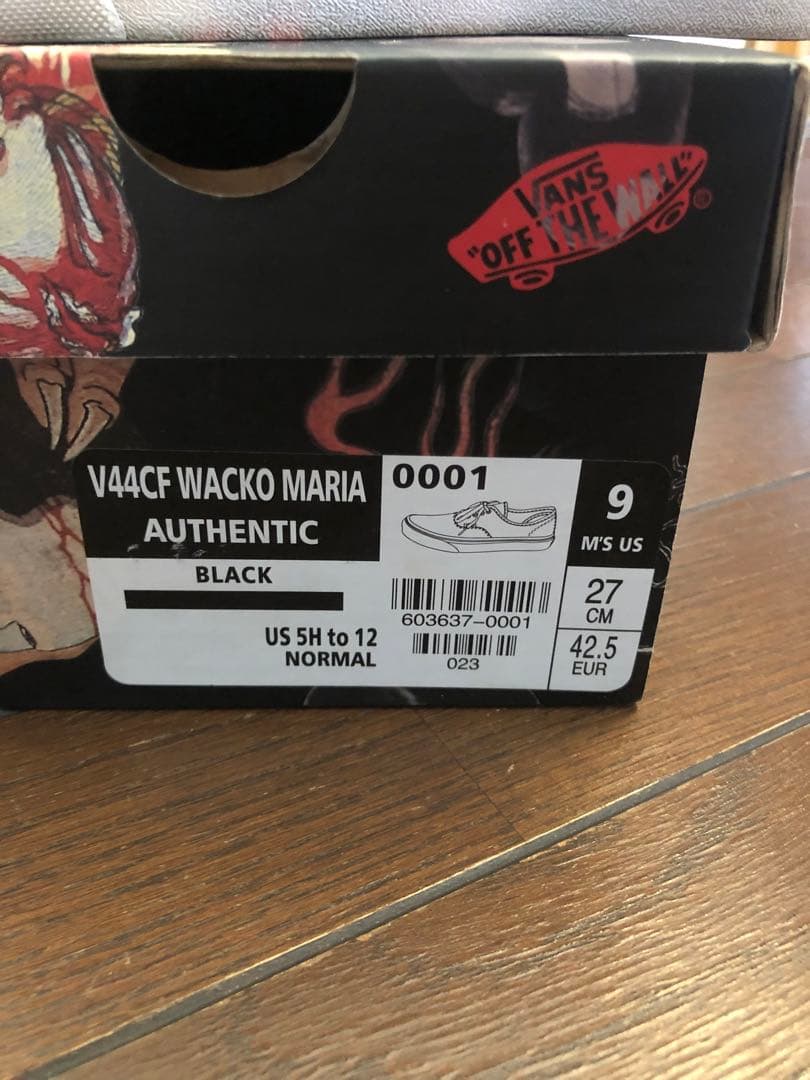 VANS
"OFF THE WALL"®
V44CF WACKO MARIA
AUTHENTIC
BLACK
US 5H to 12
NORMAL
0001
603637-0001
023
9
M'S US
27
CM
42.5
EUR